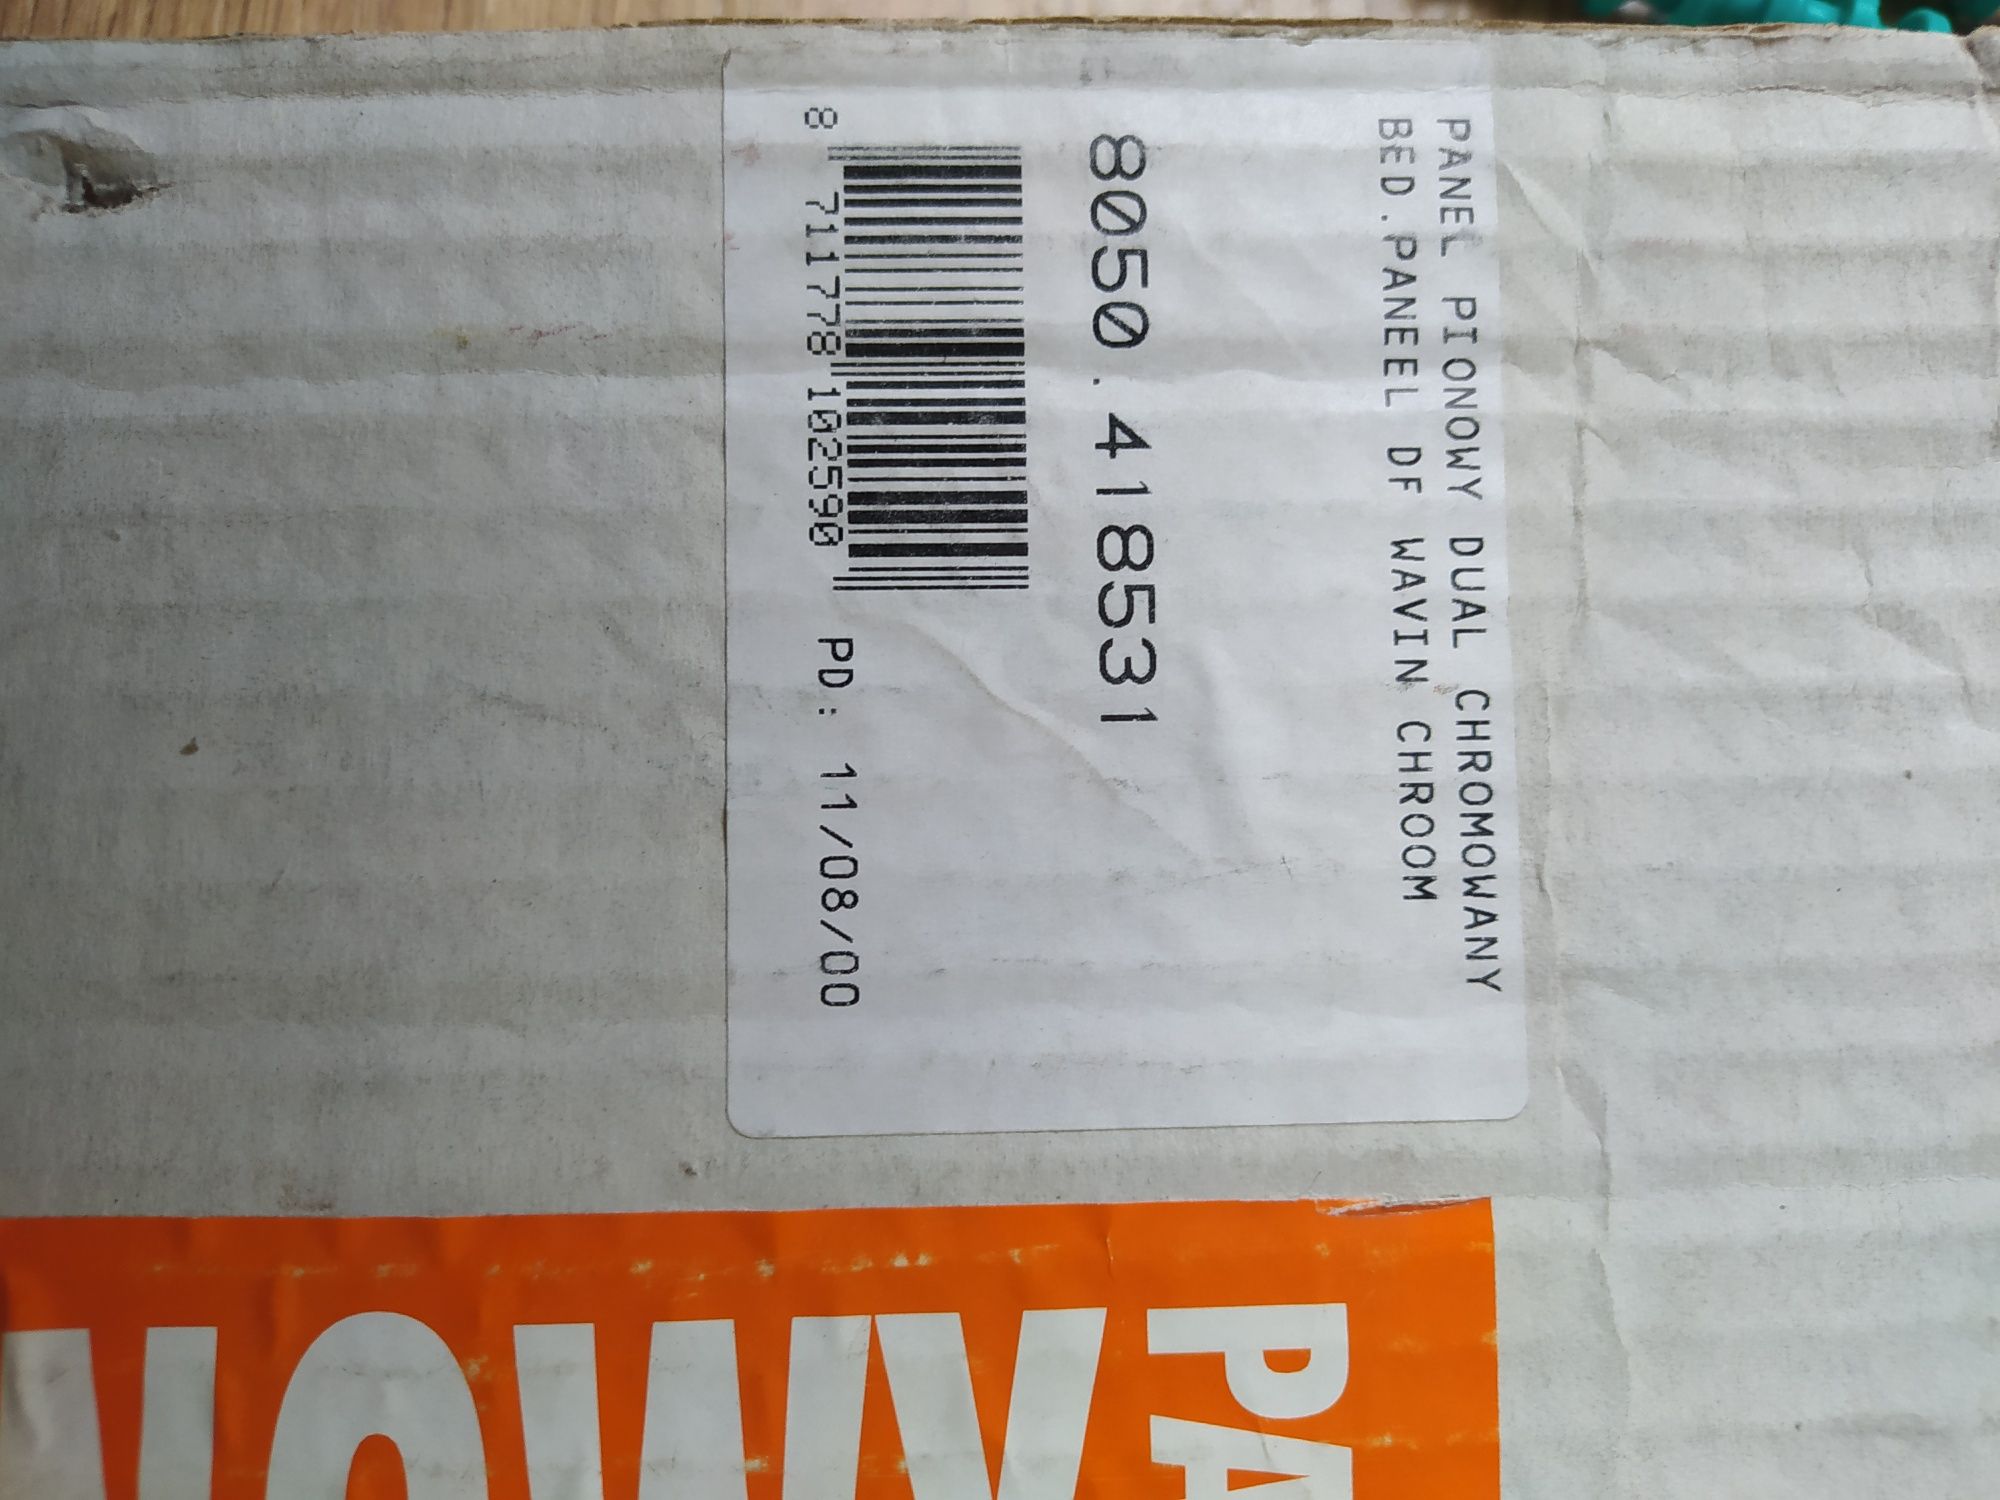 PANEL PIONOWY DUAL CHROMOWANY
BED.PANEEL DF WAVIN CHROOM
8050.418531
8 711778 102590
PD: 11/08/00
PA